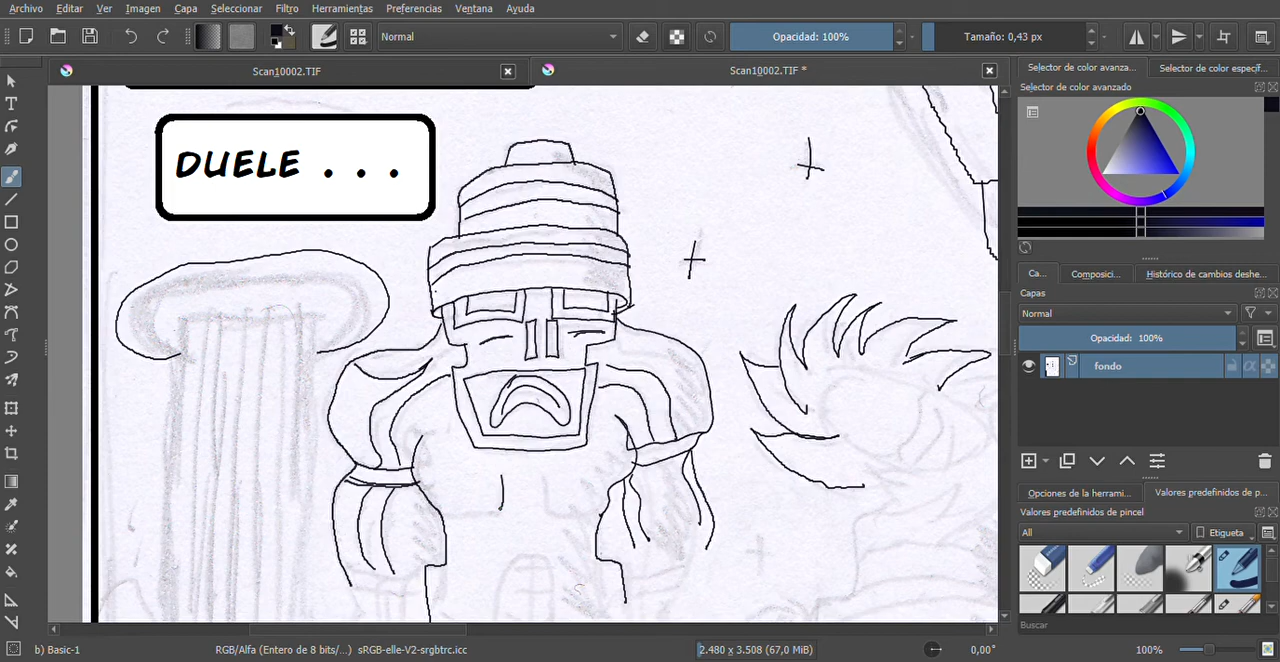 Archivo Editar Ver Imagen Capa Seleccionar Filtro Herramientas Preferencias Ventana Ayuda
Normal Opacidad: 100% Tamaño: 0,43 px
Scan10002.TIF Scan10002.TIF *
Selector de color avanza... Selector de color específ...
Selector de color avanzado
DUELE . . .
Ca... Composici... Histórico de cambios deshe...
Capas
Normal
Opacidad: 100%
fondo
Opciones de la herrami... Valores predefinidos de p...
Valores predefinidos de pincel
All Etiqueta
Buscar
b) Basic-1 RGB/Alfa (Entero de 8 bits/...) sRGB-elle-V2-srgbtrc.icc 2.480 x 3.508 (67,0 MiB) 0,00° 100%